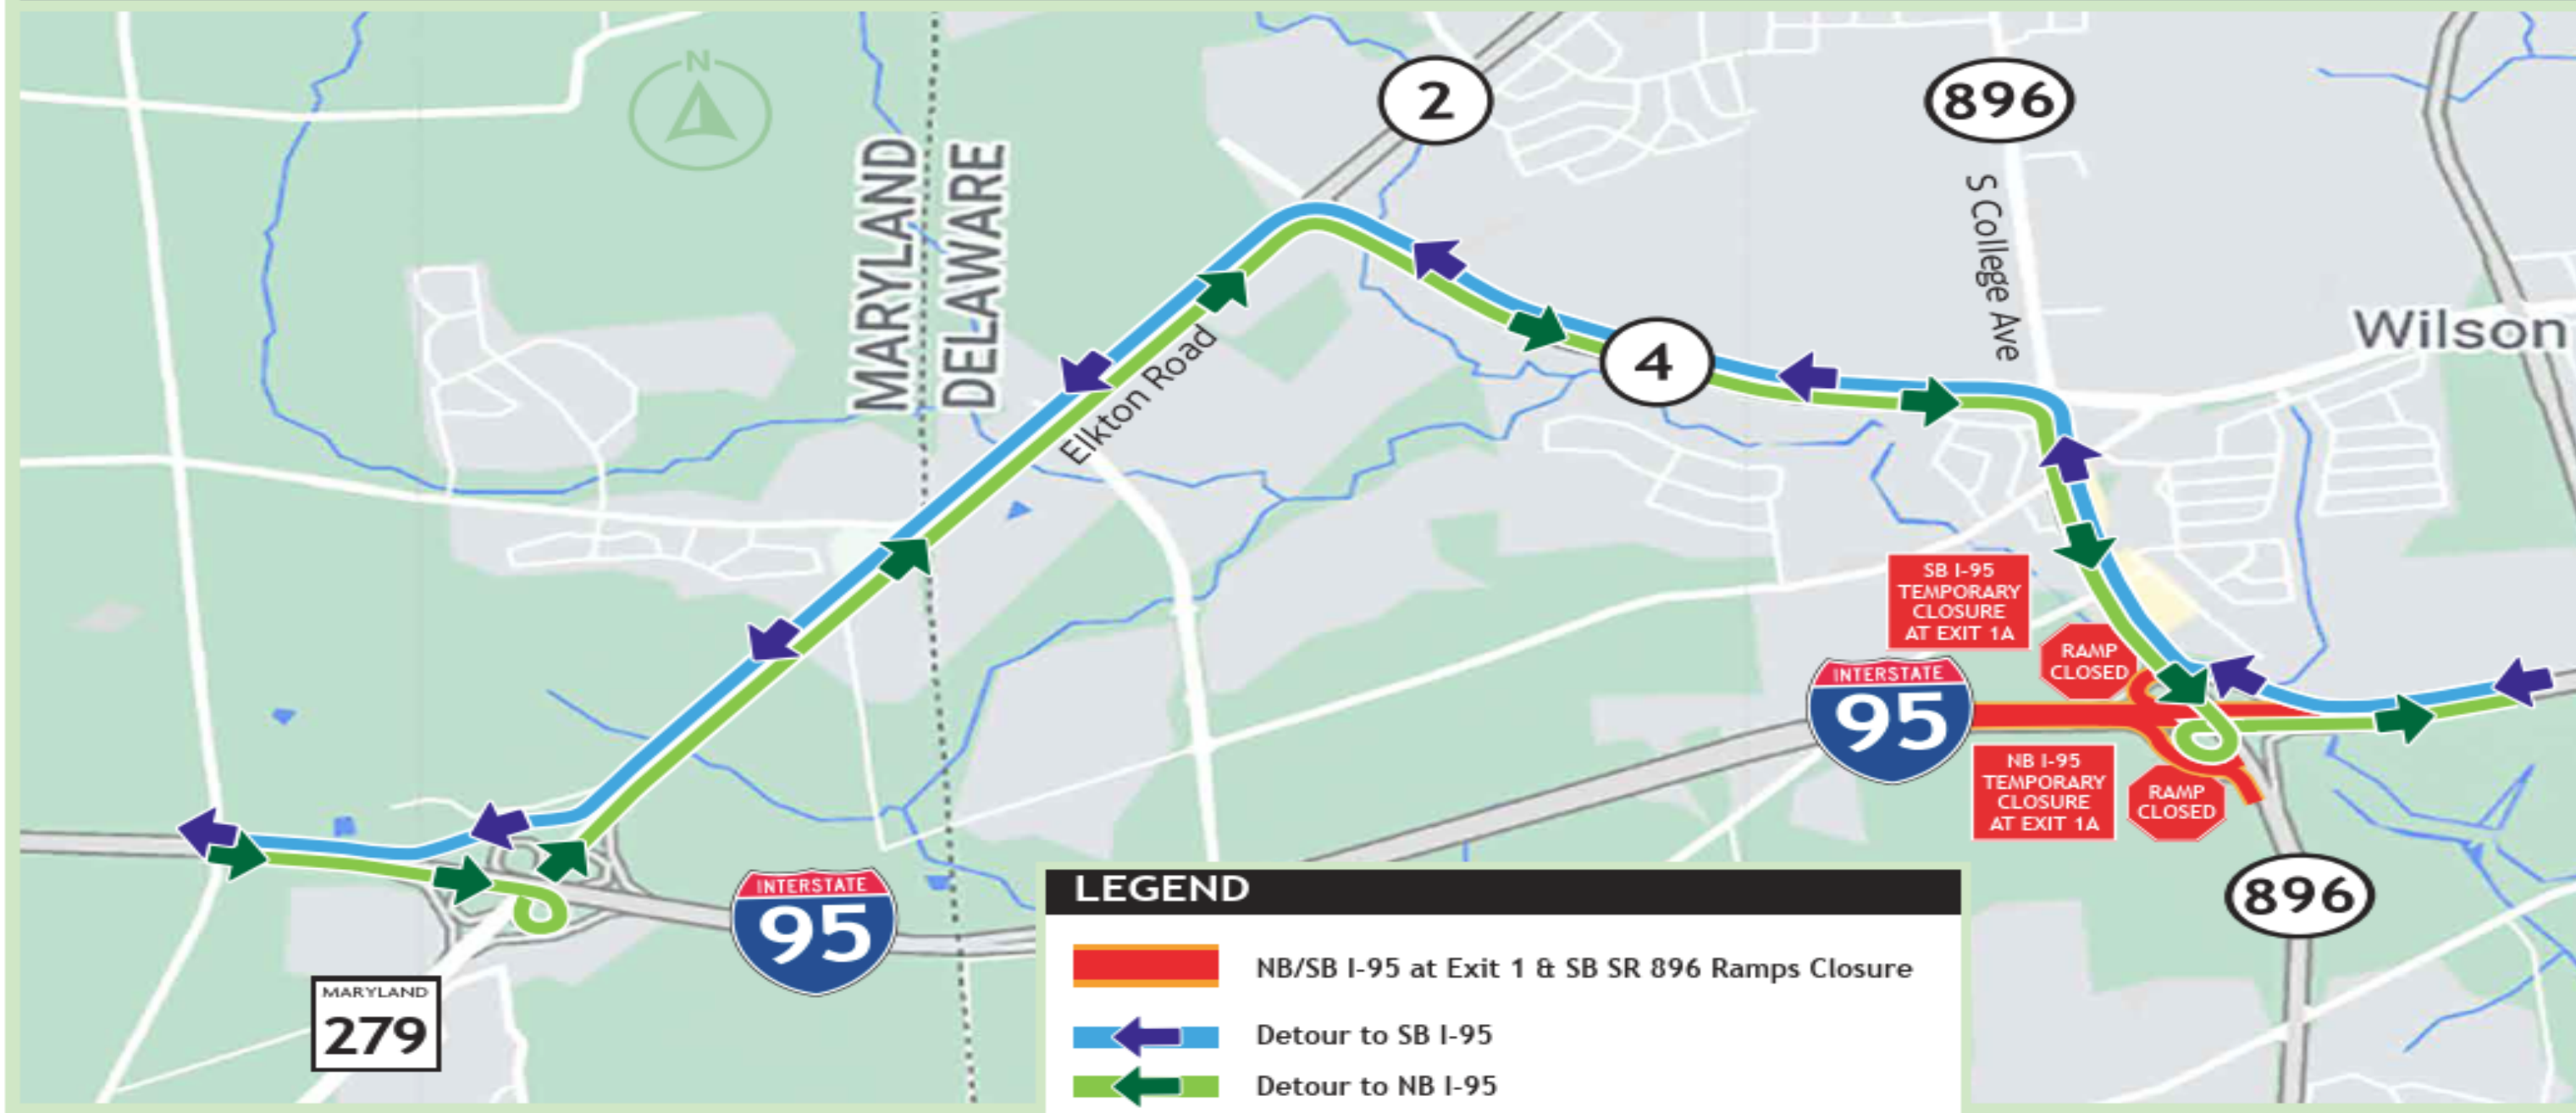 N
2
896
MARYLAND
DELAWARE
S College Ave
Wilson
Elkton Road
4
SB I-95
TEMPORARY
CLOSURE
AT EXIT 1A
RAMP
CLOSED
INTERSTATE
95
NB I-95
TEMPORARY
CLOSURE
AT EXIT 1A
RAMP
CLOSED
INTERSTATE
95
896
MARYLAND
279
LEGEND
NB/SB I-95 at Exit 1 & SB SR 896 Ramps Closure
Detour to SB I-95
Detour to NB I-95